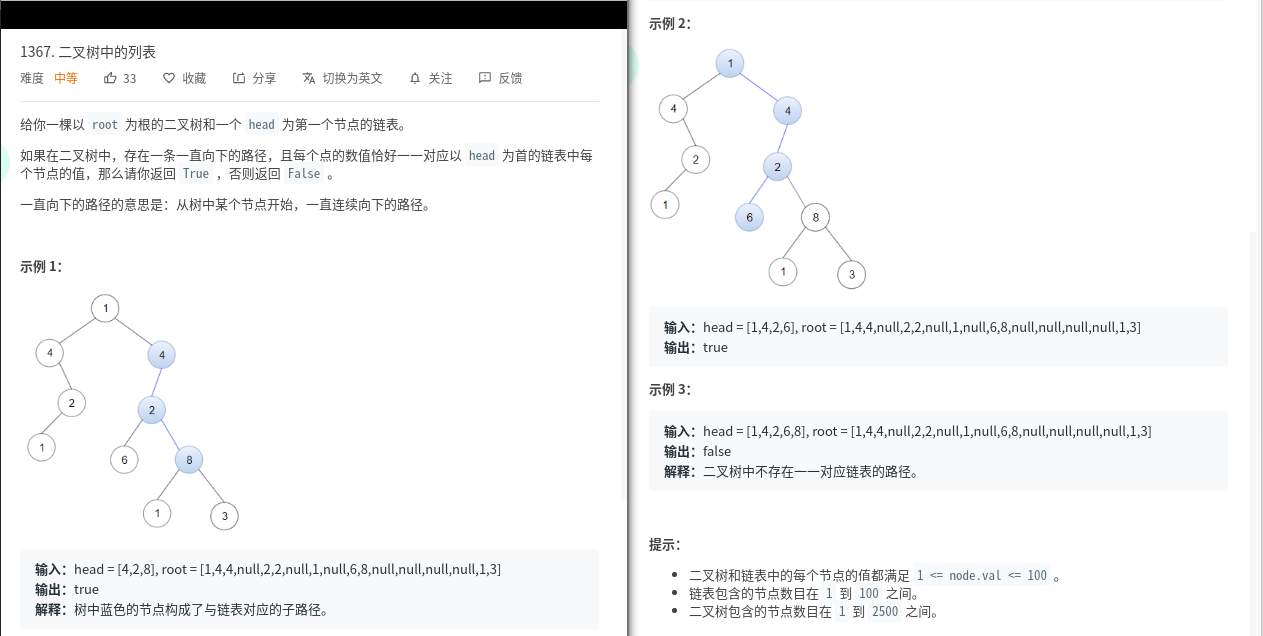 1367. 二叉树中的列表
难度 中等 33 收藏 分享 切换为英文 关注 反馈
给你一棵以 root 为根的二叉树和一个 head 为第一个节点的链表。
如果在二叉树中，存在一条一直向下的路径，且每个点的数值恰好一一对应以 head 为首的链表中每
个节点的值，那么请你返回 True ，否则返回 False 。
一直向下的路径的意思是：从树中某个节点开始，一直连续向下的路径。
示例 1：
1
4 4
2 2
1 6 8
1 3
输入：head = [4,2,8], root = [1,4,4,null,2,2,null,1,null,6,8,null,null,null,null,1,3]
输出：true
解释：树中蓝色的节点构成了与链表对应的子路径。
示例 2：
1
4 4
2 2
1 6 8
1 3
输入：head = [1,4,2,6], root = [1,4,4,null,2,2,null,1,null,6,8,null,null,null,null,1,3]
输出：true
示例 3：
输入：head = [1,4,2,6,8], root = [1,4,4,null,2,2,null,1,null,6,8,null,null,null,null,1,3]
输出：false
解释：二叉树中不存在一一对应链表的路径。
提示：
二叉树和链表中的每个节点的值都满足 1 <= node.val <= 100 。
链表包含的节点数目在 1 到 100 之间。
二叉树包含的节点数目在 1 到 2500 之间。